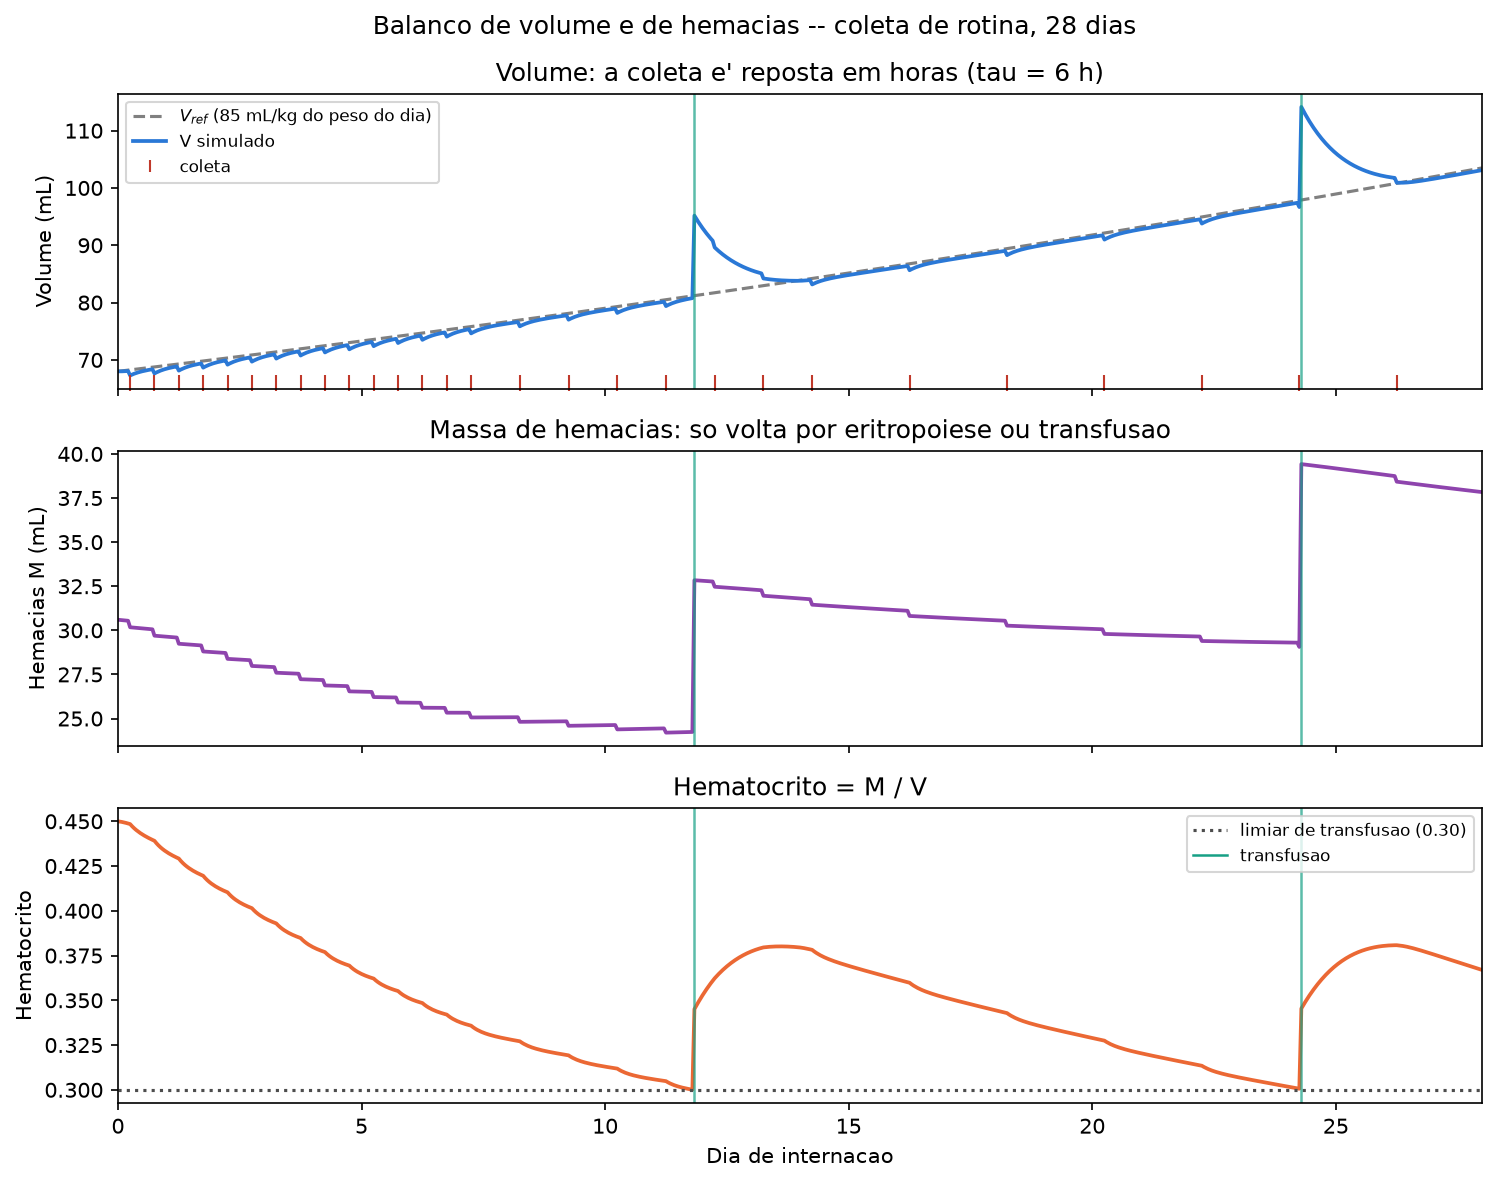 Balanco de volume e de hemacias -- coleta de rotina, 28 dias
Volume: a coleta e' reposta em horas (tau = 6 h)
V_ref (85 mL/kg do peso do dia)
V simulado
coleta
Volume (mL)
110
100
90
80
70
Massa de hemacias: so volta por eritropoiese ou transfusao
Hemacias M (mL)
40.0
37.5
35.0
32.5
30.0
27.5
25.0
Hematocrito = M / V
limiar de transfusao (0.30)
transfusao
Hematocrito
0.450
0.425
0.400
0.375
0.350
0.325
0.300
0 5 10 15 20 25
Dia de internacao